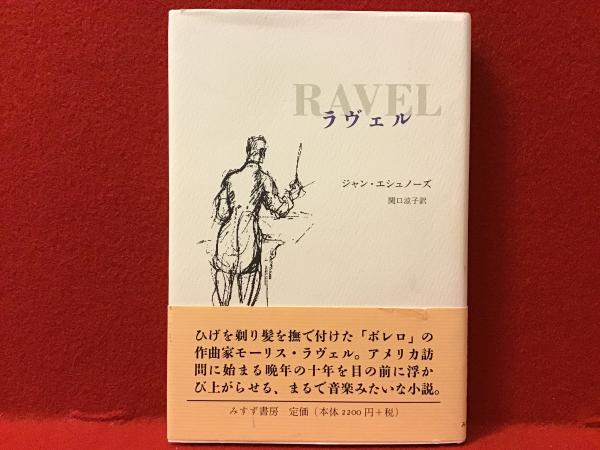 RAVEL
ラヴェル
ジャン・エシュノーズ
関口涼子訳
ひげを剃り髪を撫で付けた「ボレロ」の
作曲家モーリス・ラヴェル。アメリカ訪
問に始まる晩年の十年を目の前に浮か
び上がらせる、まるで音楽みたいな小説。
みすず書房 定価（本体2200円+税）